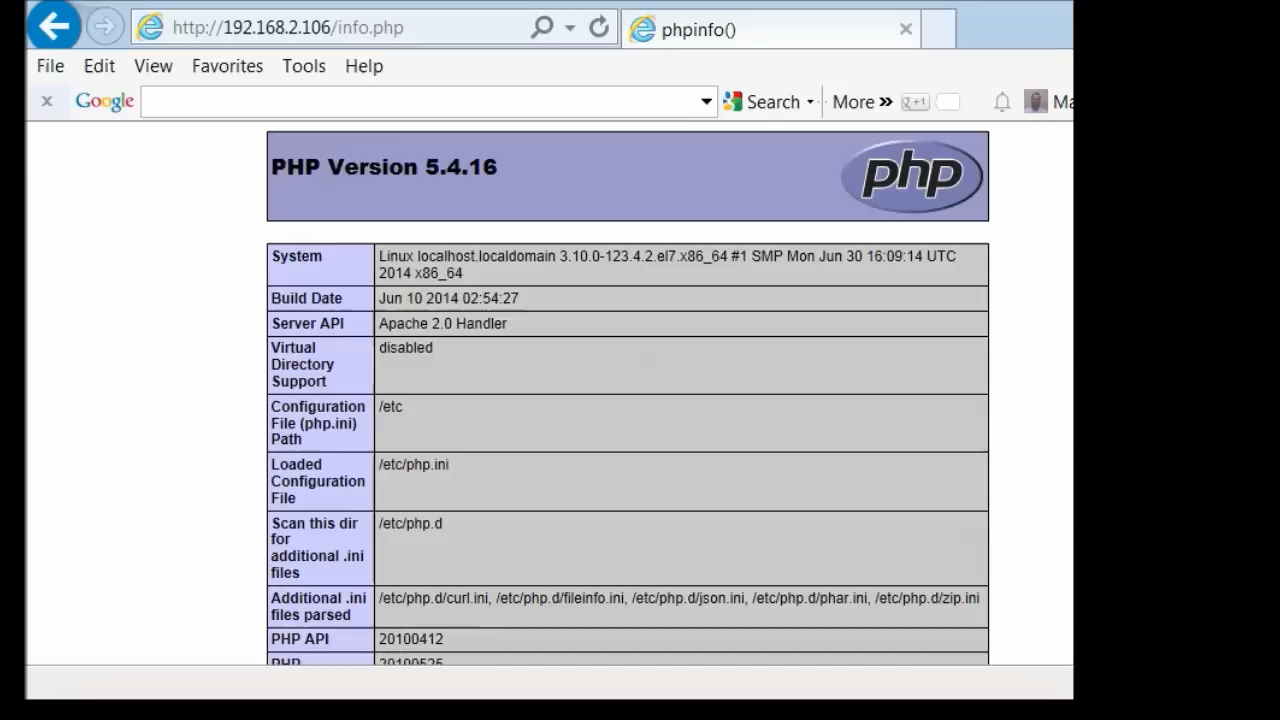 http://192.168.2.106/info.php
phpinfo()
File Edit View Favorites Tools Help
x Google Search More » g+1
PHP Version 5.4.16
php
System
Linux localhost.localdomain 3.10.0-123.4.2.el7.x86_64 #1 SMP Mon Jun 30 16:09:14 UTC
2014 x86_64
Build Date Jun 10 2014 02:54:27
Server API Apache 2.0 Handler
Virtual
Directory
Support
disabled
Configuration
File (php.ini)
Path
/etc
Loaded
Configuration
File
/etc/php.ini
Scan this dir
for
additional .ini
files
/etc/php.d
Additional .ini
files parsed
/etc/php.d/curl.ini, /etc/php.d/fileinfo.ini, /etc/php.d/json.ini, /etc/php.d/phar.ini, /etc/php.d/zip.ini
PHP API 20100412
PHP 20100525